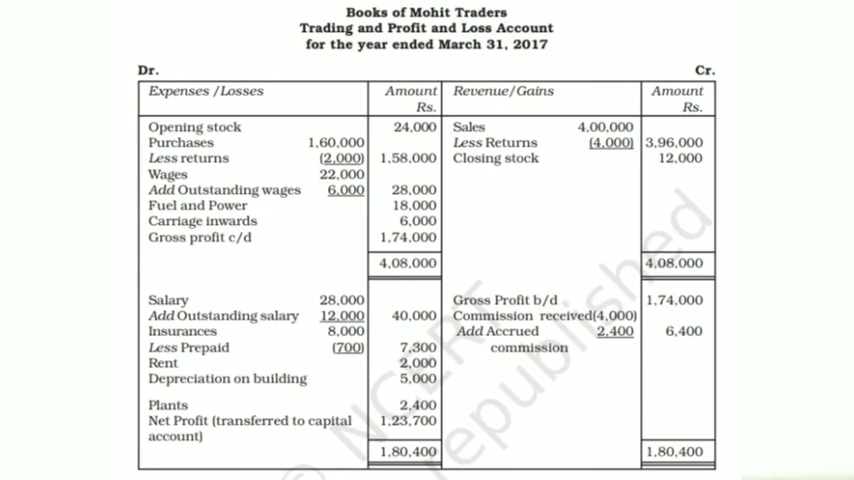 Books of Mohit Traders
Trading and Profit and Loss Account
for the year ended March 31, 2017
Dr. Cr.
Expenses /Losses Amount Revenue/Gains Amount
Rs. Rs.
Opening stock 24,000 Sales 4,00,000
Purchases 1,60,000 Less Returns (4,000) 3,96,000
Less returns (2,000) 1,58,000 Closing stock 12,000
Wages 22,000
Add Outstanding wages 6,000 28,000
Fuel and Power 18,000
Carriage inwards 6,000
Gross profit c/d 1,74,000
4,08,000 4,08,000
Salary 28,000 Gross Profit b/d 1,74,000
Add Outstanding salary 12,000 40,000 Commission received(4,000)
Insurances 8,000 Add Accrued 2,400 6,400
Less Prepaid (700) 7,300 commission
Rent 2,000
Depreciation on building 5,000
Plants 2,400
Net Profit (transferred to capital 1,23,700
account)
1,80,400 1,80,400
© NCERT
republished